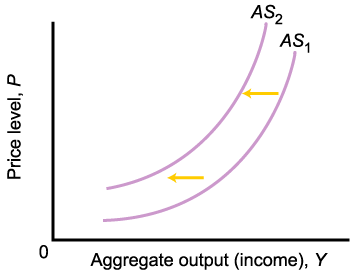 AS2
AS1
Price level, P
0
Aggregate output (income), Y